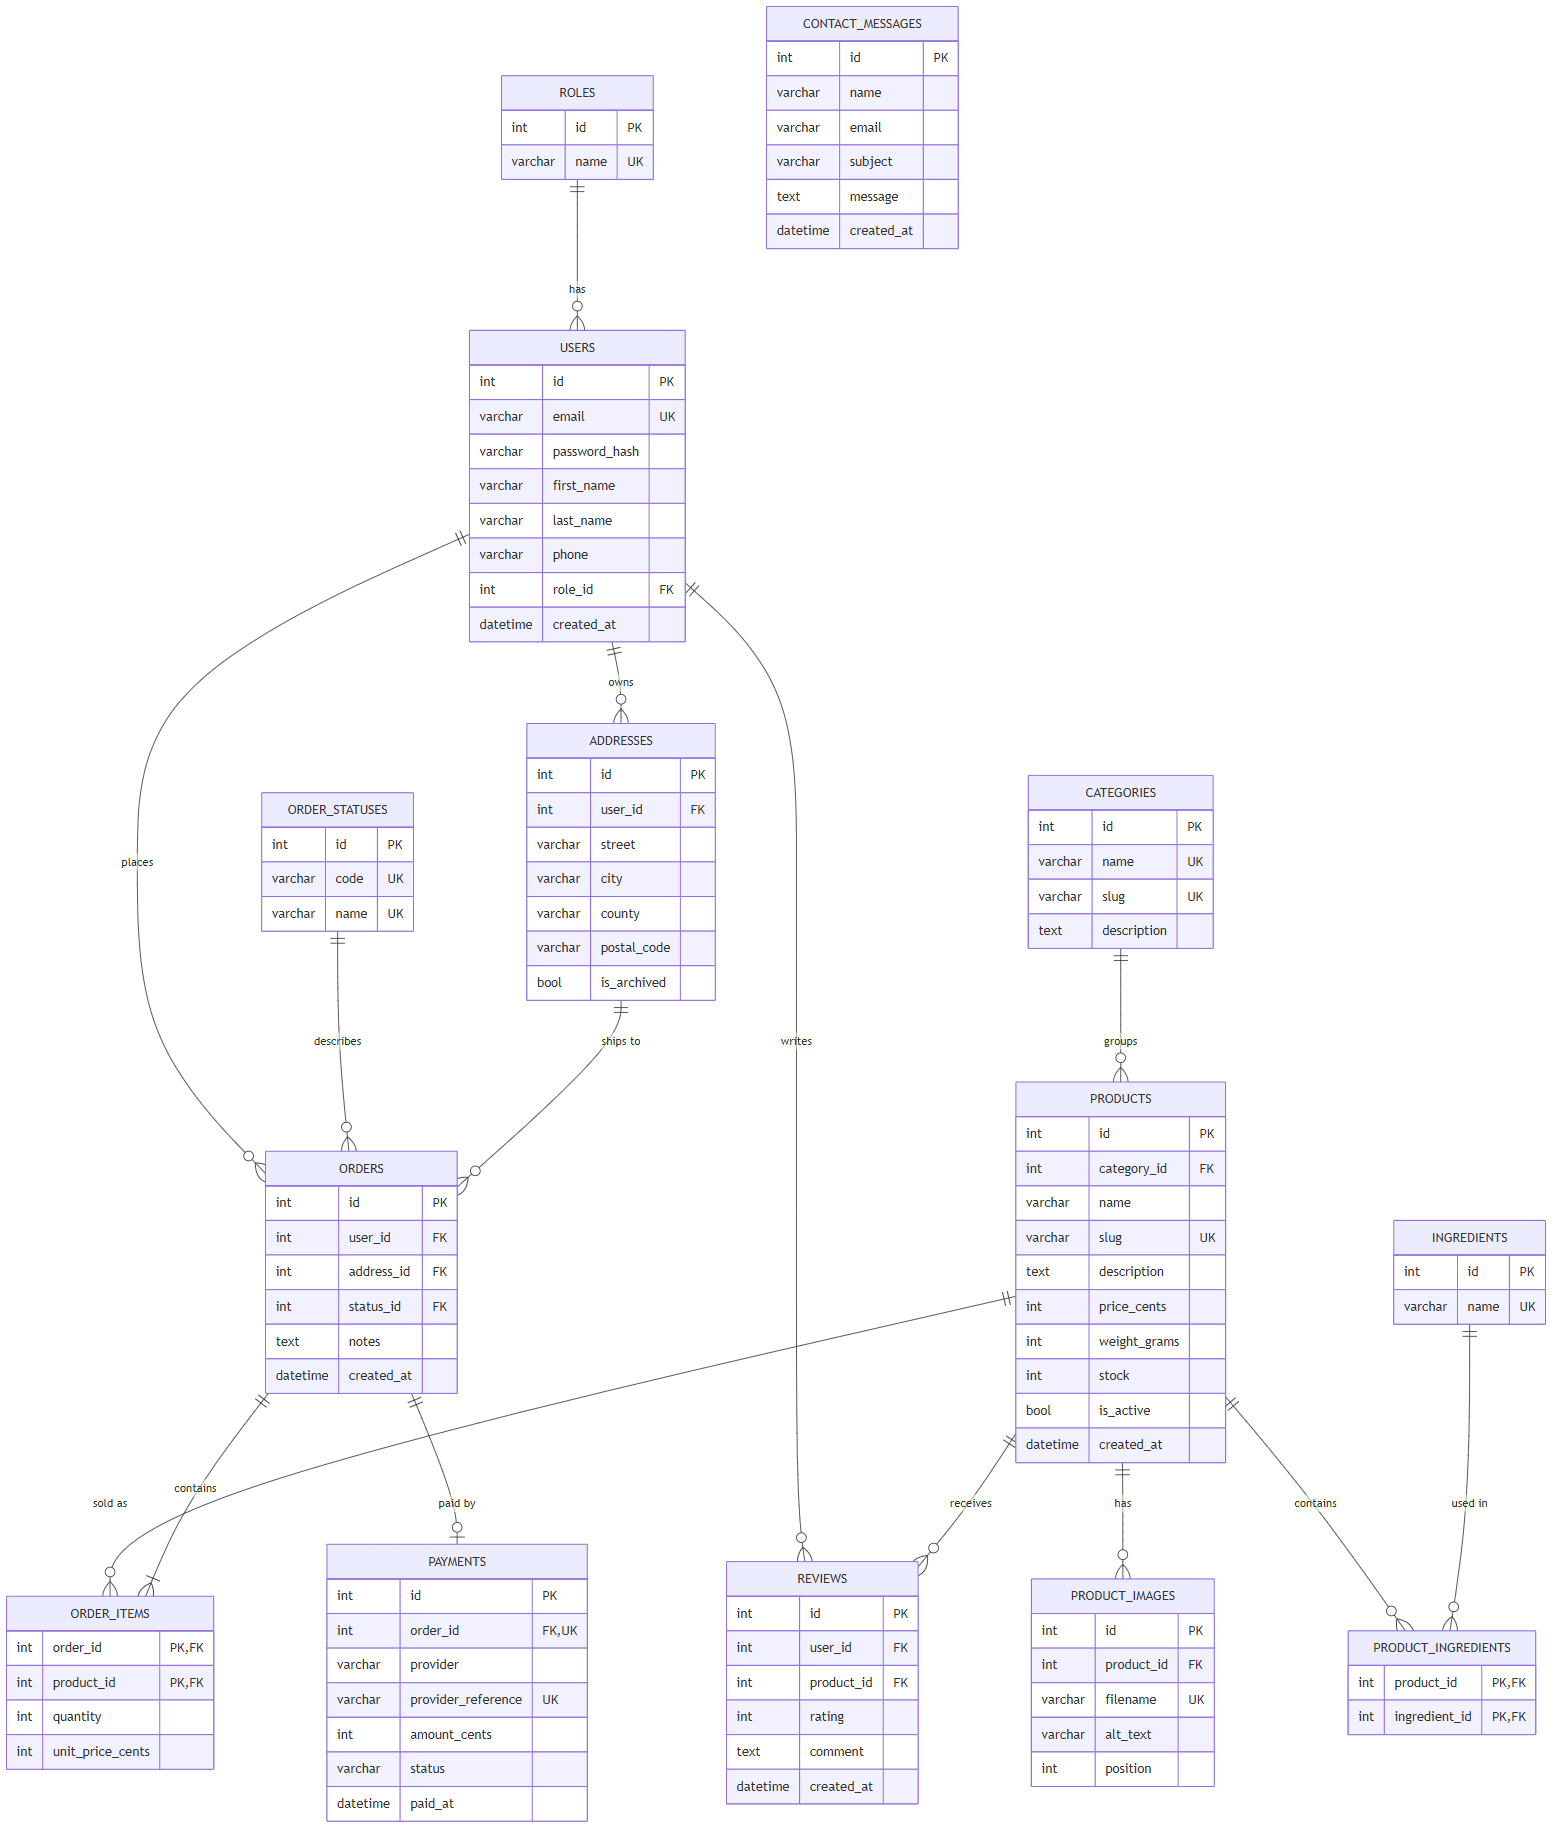 CONTACT_MESSAGES
int id PK
varchar name
varchar email
varchar subject
text message
datetime created_at
ROLES
int id PK
varchar name UK
has
USERS
int id PK
varchar email UK
varchar password_hash
varchar first_name
varchar last_name
varchar phone
int role_id FK
datetime created_at
owns
ADDRESSES
int id PK
int user_id FK
varchar street
varchar city
varchar county
varchar postal_code
bool is_archived
ORDER_STATUSES
int id PK
varchar code UK
varchar name UK
CATEGORIES
int id PK
varchar name UK
varchar slug UK
text description
places
describes
ships to
writes
groups
ORDERS
int id PK
int user_id FK
int address_id FK
int status_id FK
text notes
datetime created_at
PRODUCTS
int id PK
int category_id FK
varchar name
varchar slug UK
text description
int price_cents
int weight_grams
int stock
bool is_active
datetime created_at
INGREDIENTS
int id PK
varchar name UK
sold as
contains
paid by
receives
has
contains
used in
ORDER_ITEMS
int order_id PK,FK
int product_id PK,FK
int quantity
int unit_price_cents
PAYMENTS
int id PK
int order_id FK,UK
varchar provider
varchar provider_reference UK
int amount_cents
varchar status
datetime paid_at
REVIEWS
int id PK
int user_id FK
int product_id FK
int rating
text comment
datetime created_at
PRODUCT_IMAGES
int id PK
int product_id FK
varchar filename UK
varchar alt_text
int position
PRODUCT_INGREDIENTS
int product_id PK,FK
int ingredient_id PK,FK